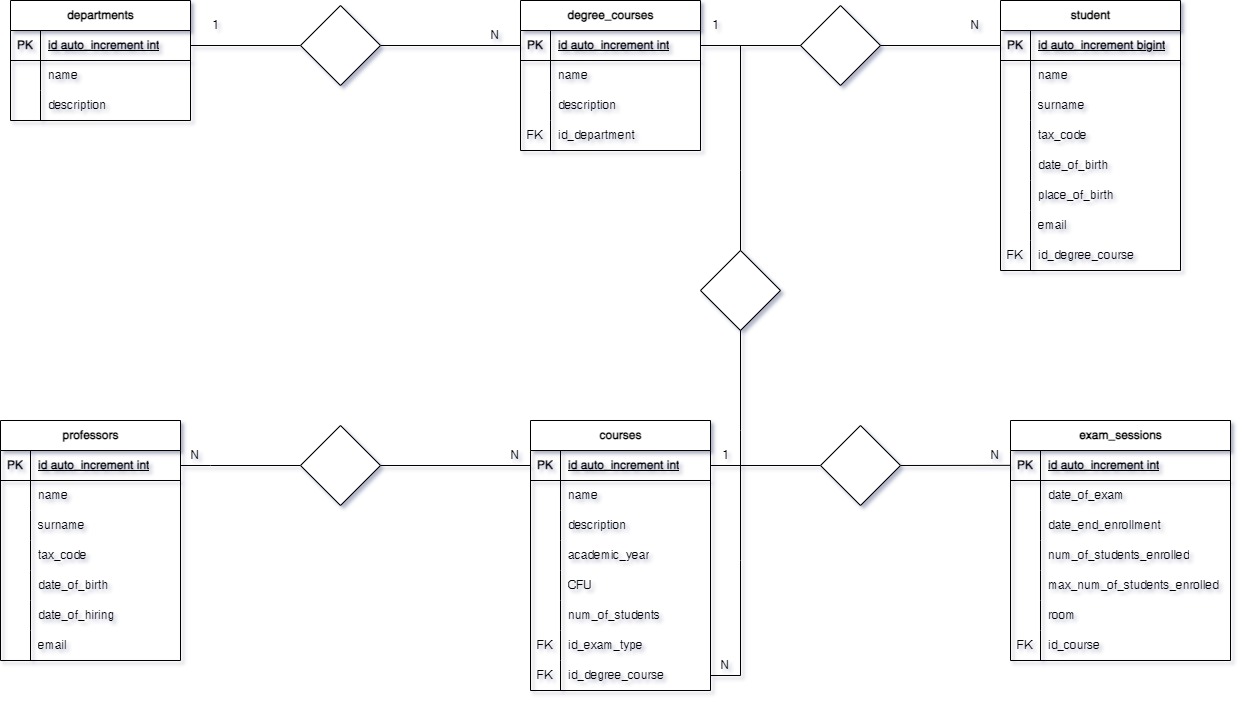 departments
PK id auto_increment int
name
description
1
N
degree_courses
PK id auto_increment int
name
description
FK id_department
1
N
student
PK id auto_increment bigint
name
surname
tax_code
date_of_birth
place_of_birth
email
FK id_degree_course
professors
PK id auto_increment int
name
surname
tax_code
date_of_birth
date_of_hiring
email
N
N
courses
PK id auto_increment int
name
description
academic_year
CFU
num_of_students
FK id_exam_type
FK id_degree_course
1
N
N
exam_sessions
PK id auto_increment int
date_of_exam
date_end_enrollment
num_of_students_enrolled
max_num_of_students_enrolled
room
FK id_course